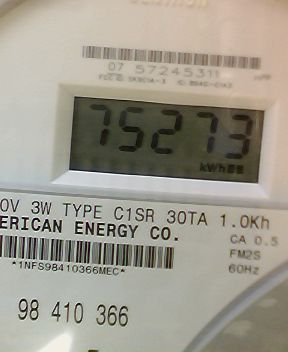 07 57245311
75273
kWh
0V 3W TYPE C1SR 30TA 1.0Kh
ERICAN ENERGY CO.
CA 0.5
*1NFS98410366MEC*
FM2S
60Hz
98 410 366